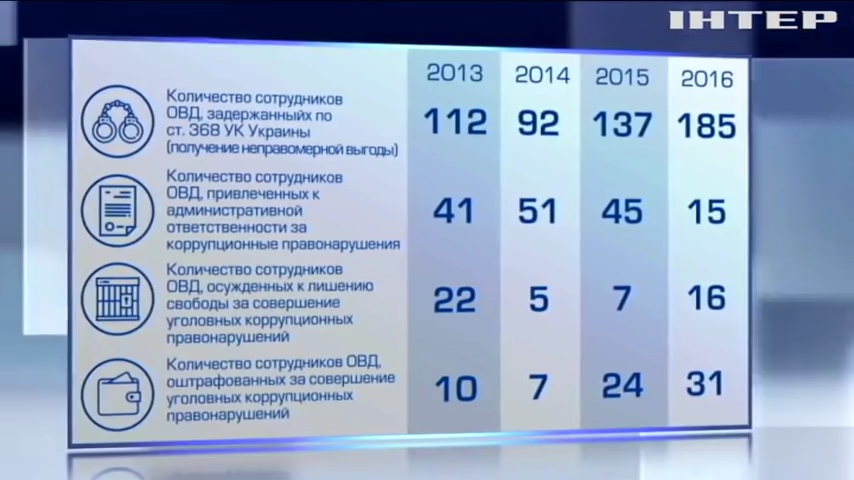 ІНТЕР
2013 2014 2015 2016
Количество сотрудников
ОВД, задержанныйх по
ст. 368 УК Украины
(получение неправомерной выгоды)
112 92 137 185
Количество сотрудников
ОВД, привлеченных к
административной
ответственности за
коррупционные правонарушения
41 51 45 15
Количество сотрудников
ОВД, осужденных к лишению
свободы за совершение
уголовных коррупционных
правонарушений
22 5 7 16
Количество сотрудников ОВД,
оштрафованных за совершение
уголовных коррупционных
правонарушений
10 7 24 31